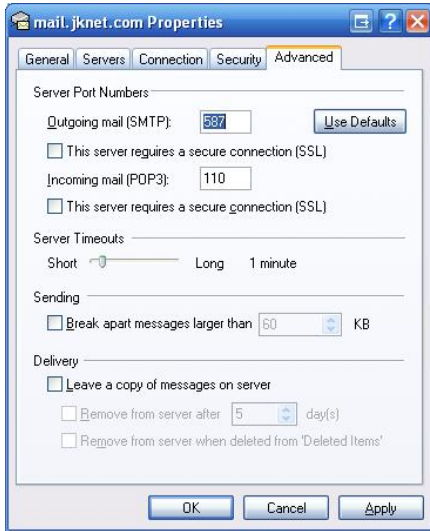 mail.jknet.com Properties
General Servers Connection Security Advanced
Server Port Numbers
Outgoing mail (SMTP): 587 Use Defaults
This server requires a secure connection (SSL)
Incoming mail (POP3): 110
This server requires a secure connection (SSL)
Server Timeouts
Short Long 1 minute
Sending
Break apart messages larger than 60 KB
Delivery
Leave a copy of messages on server
Remove from server after 5 day(s)
Remove from server when deleted from 'Deleted Items'
OK Cancel Apply